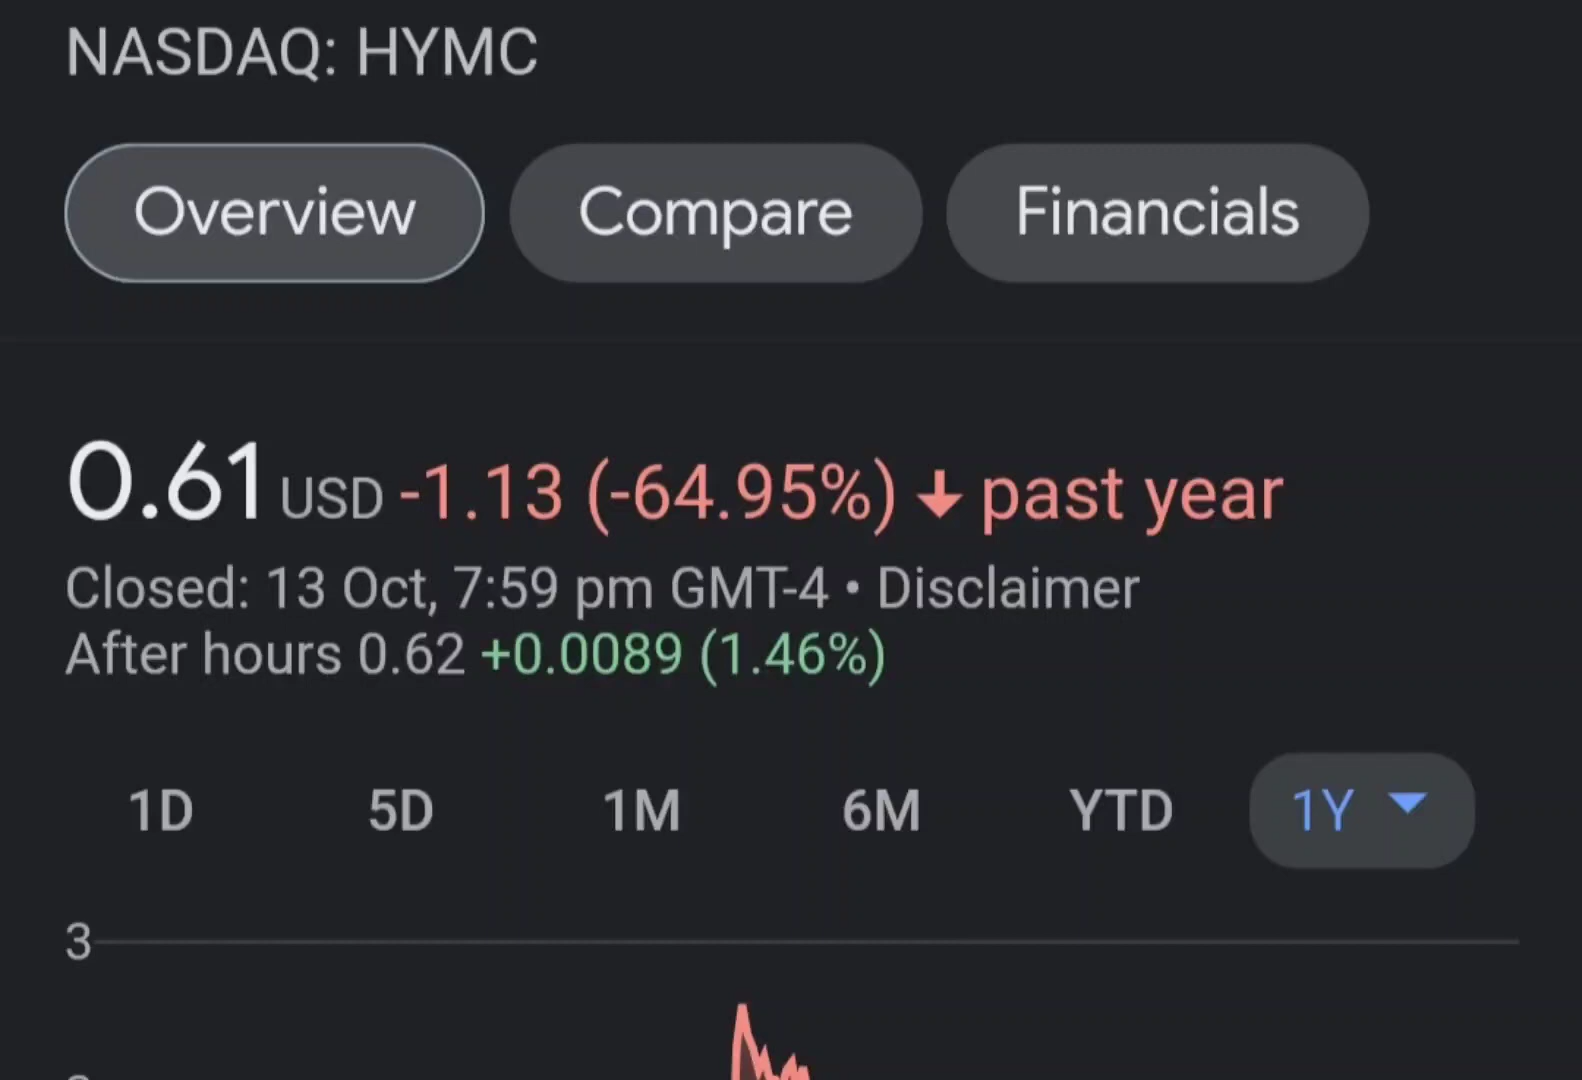 NASDAQ: HYMC
Overview Compare Financials
0.61 USD -1.13 (-64.95%) ↓ past year
Closed: 13 Oct, 7:59 pm GMT-4 • Disclaimer
After hours 0.62 +0.0089 (1.46%)
1D 5D 1M 6M YTD 1Y
3